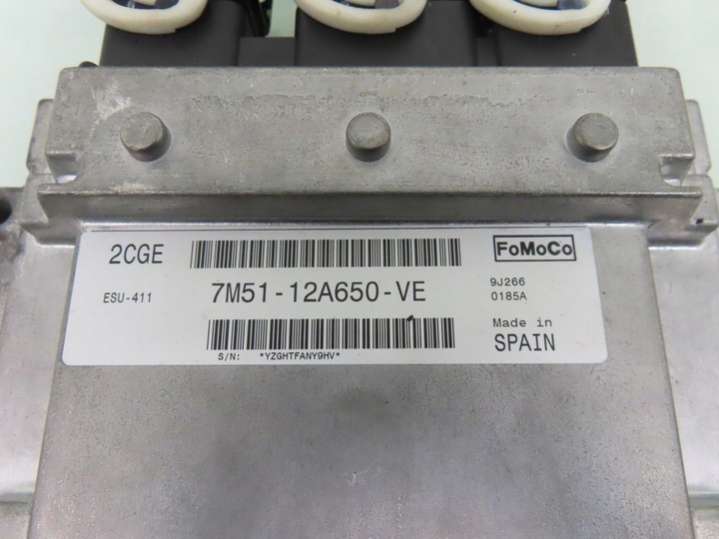 2CGE
FoMoCo
ESU-411
7M51-12A650-VE
9J266
0185A
Made in
SPAIN
S/N: *YZGHTFANY9HV*